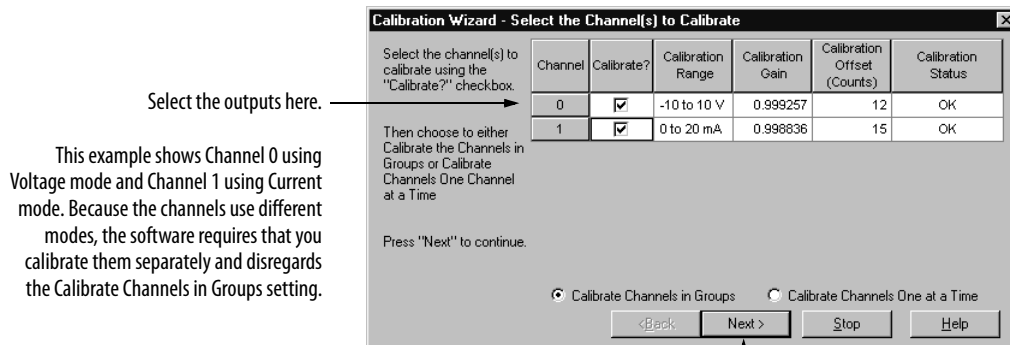 Calibration Wizard - Select the Channel(s) to Calibrate
Select the channel(s) to
calibrate using the
"Calibrate?" checkbox.
Then choose to either
Calibrate the Channels in
Groups or Calibrate
Channels One Channel
at a Time
Press "Next" to continue.
Channel Calibrate? Calibration Range Calibration Gain Calibration Offset (Counts) Calibration Status
0 -10 to 10 V 0.999257 12 OK
1 0 to 20 mA 0.998836 15 OK
Calibrate Channels in Groups Calibrate Channels One at a Time
<Back Next > Stop Help
Select the outputs here.
This example shows Channel 0 using
Voltage mode and Channel 1 using Current
mode. Because the channels use different
modes, the software requires that you
calibrate them separately and disregards
the Calibrate Channels in Groups setting.